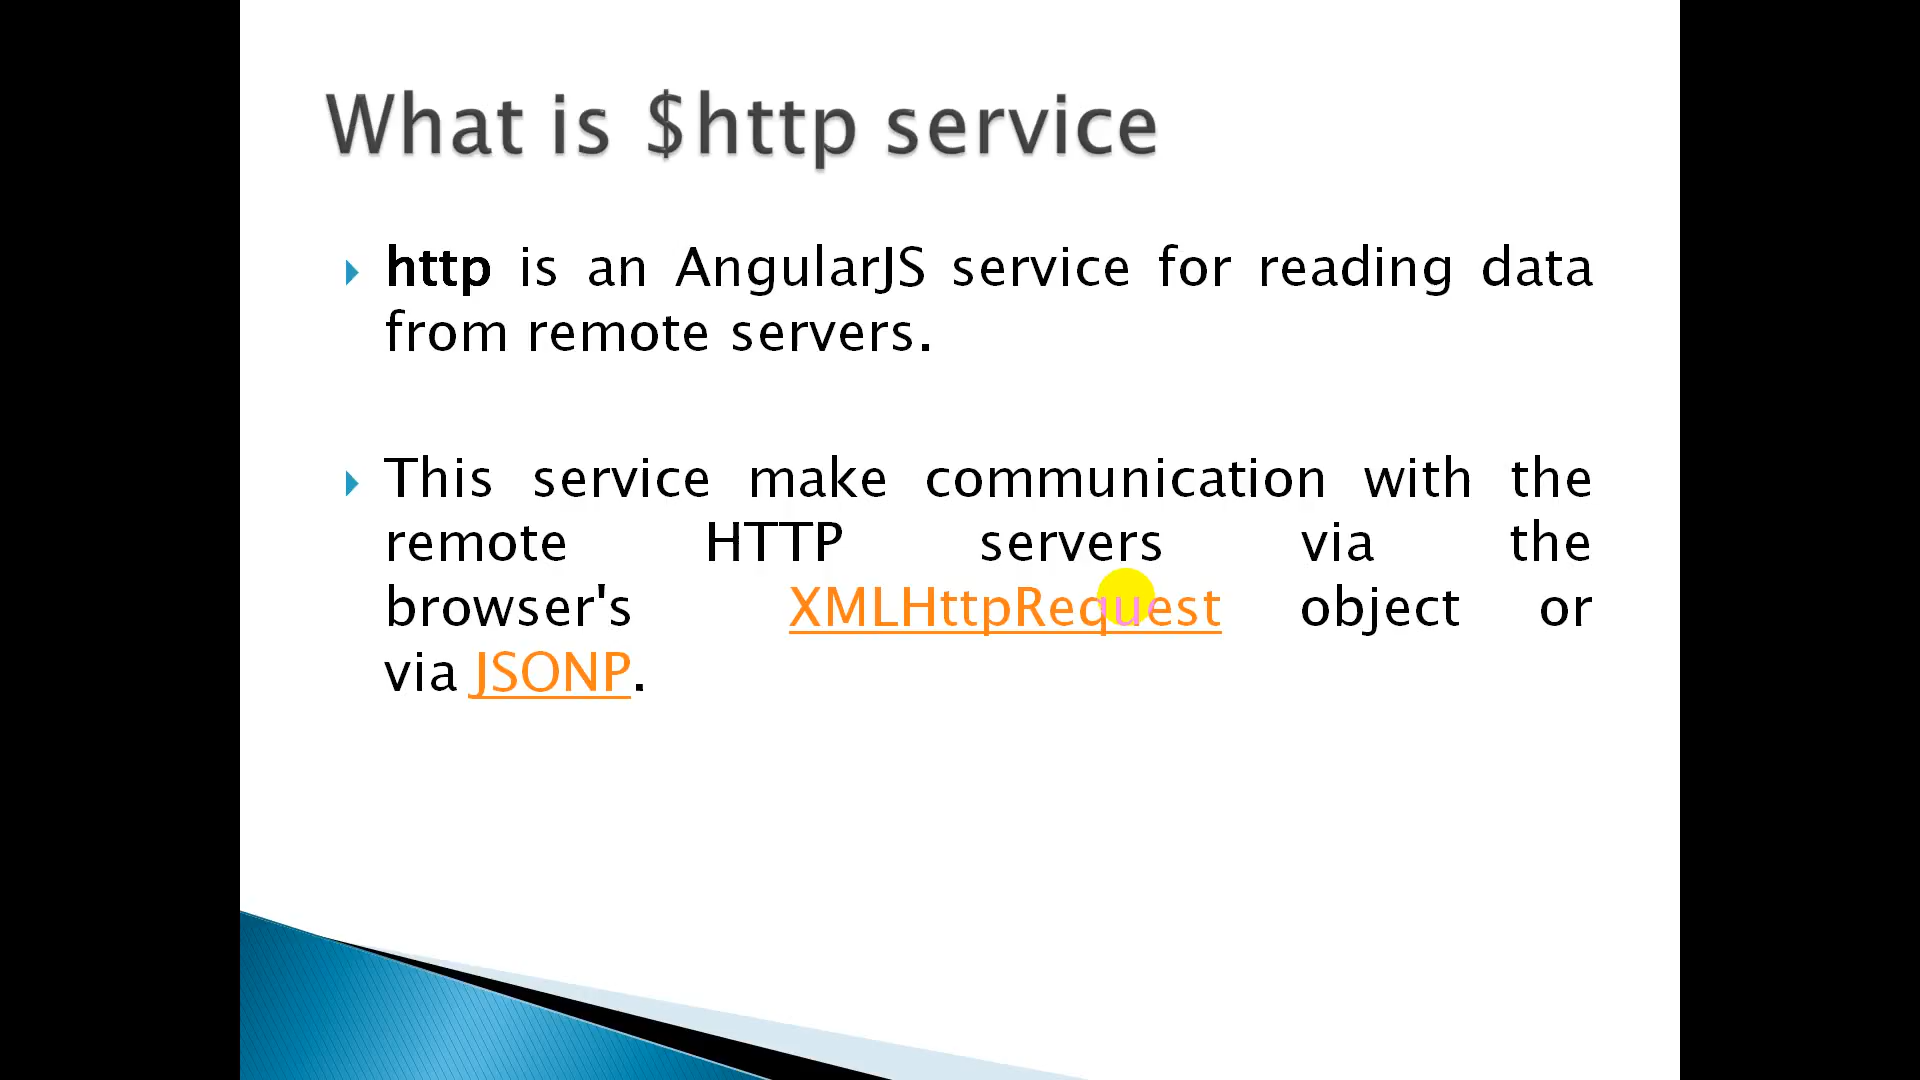 What is $http service
http is an AngularJS service for reading data
from remote servers.
This service make communication with the
remote HTTP servers via the
browser's XMLHttpRequest object or
via JSONP.